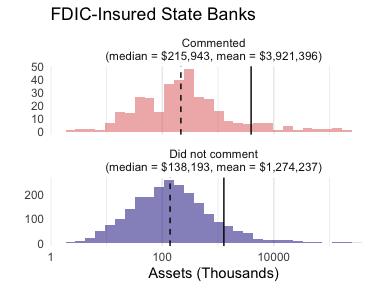 FDIC-Insured State Banks
Commented
(median = $215,943, mean = $3,921,396)
50
40
30
20
10
0
Did not comment
(median = $138,193, mean = $1,274,237)
200
100
0
1
100
10000
Assets (Thousands)